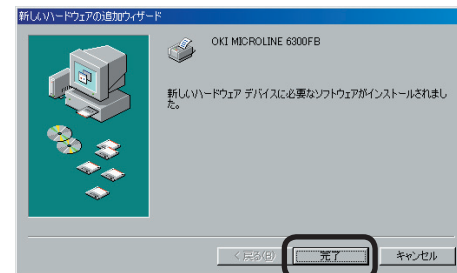 新しいハードウェアの追加ウィザード
OKI MICROLINE 6300FB
新しいハードウェア デバイスに必要なソフトウェアがインストールされまし
た。
< 戻る(B)
完了
キャンセル